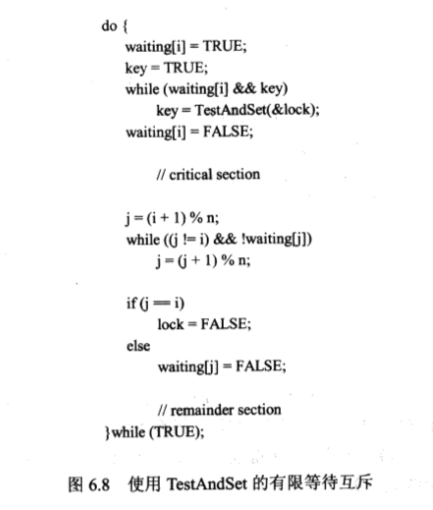 do {
waiting[i] = TRUE;
key = TRUE;
while (waiting[i] && key)
key = TestAndSet(&lock);
waiting[i] = FALSE;
// critical section
j = (i + 1) % n;
while ((j != i) && !waiting[j])
j = (j + 1) % n;
if (j == i)
lock = FALSE;
else
waiting[j] = FALSE;
// remainder section
}while (TRUE);
图 6.8 使用 TestAndSet 的有限等待互斥